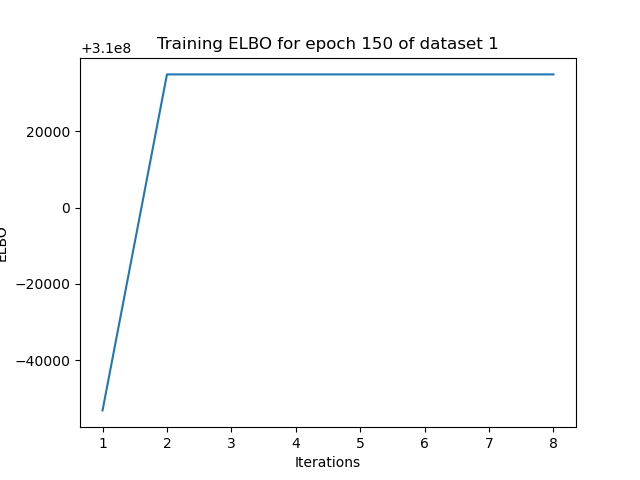 +3.1e8
Training ELBO for epoch 150 of dataset 1
20000
0
−20000
−40000
ELBO
1 2 3 4 5 6 7 8
Iterations